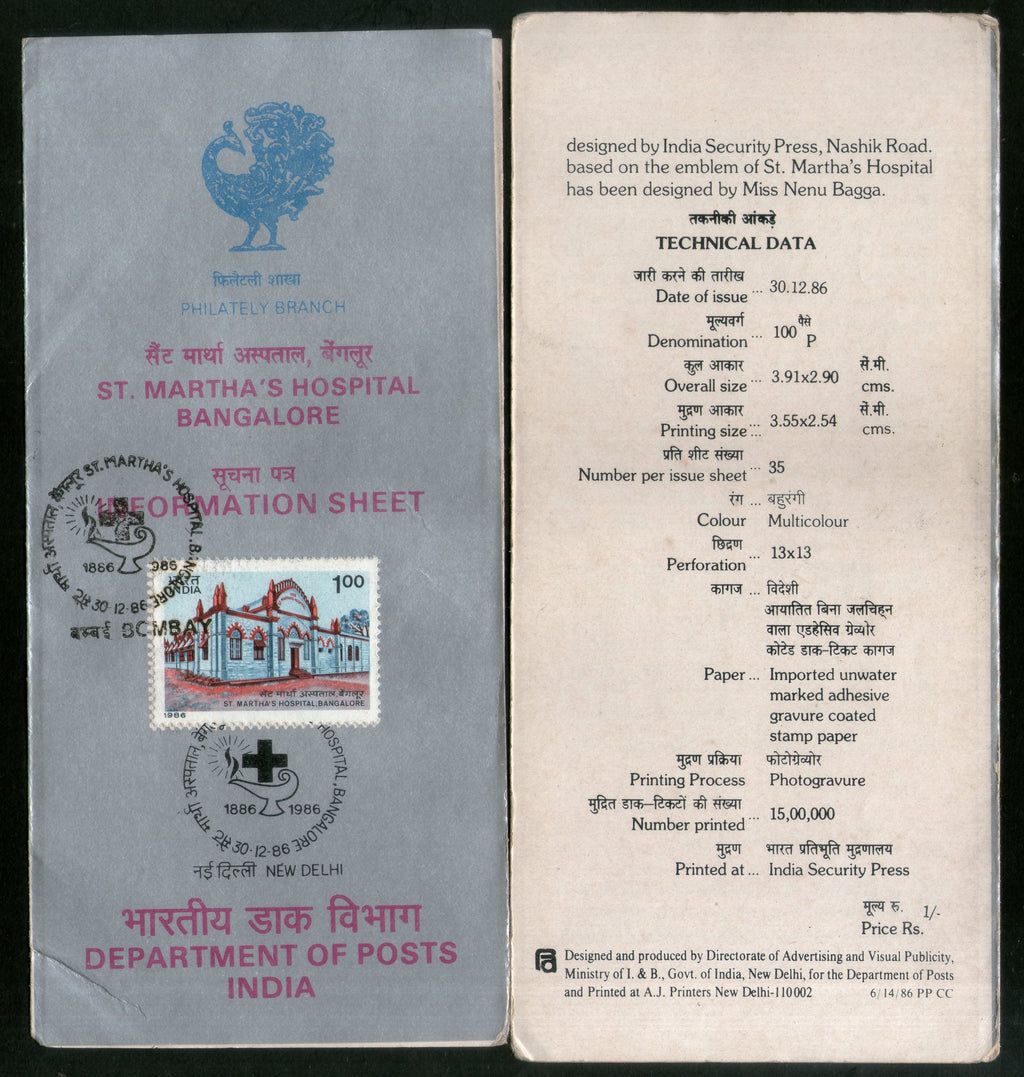 फिलैटली शाखा
PHILATELY BRANCH
सैंट मार्था अस्पताल, बेंगलूर
ST. MARTHA'S HOSPITAL
BANGALORE
सूचना पत्र
INFORMATION SHEET
सेंट मार्था अस्पताल, बेंगलूर ST. MARTHA'S HOSPITAL, BANGALORE
1886 1986
30-12-86
बम्बई BOMBAY
भारत
INDIA
1.00
सेंट मार्था अस्पताल, बेंगलूर
ST. MARTHA'S HOSPITAL, BANGALORE
1986
सेंट मार्था अस्पताल, HOSPITAL, BANGALORE
1886 1986
30-12-86
नई दिल्ली NEW DELHI
भारतीय डाक विभाग
DEPARTMENT OF POSTS
INDIA
designed by India Security Press, Nashik Road.
based on the emblem of St. Martha's Hospital
has been designed by Miss Nenu Bagga.
तकनीकी आंकड़े
TECHNICAL DATA
जारी करने की तारीख
Date of issue ... 30.12.86
मूल्यवर्ग
Denomination ... 100 पैसे P
कुल आकार
Overall size ... 3.91x2.90 सें.मी. cms.
मुद्रण आकार
Printing size ... 3.55x2.54 सें.मी. cms.
प्रति शीट संख्या
Number per issue sheet ... 35
रंग ... बहुरंगी
Colour Multicolour
छिद्रण
Perforation ... 13x13
कागज ... विदेशी
आयातित बिना जलचिहन
वाला एडहेसिव ग्रेव्योर
कोटेड डाक-टिकट कागज
Paper ... Imported unwater
marked adhesive
gravure coated
stamp paper
मुद्रण प्रक्रिया फोटोग्रेव्योर
Printing Process Photogravure
मुद्रित डाक-टिकटों की संख्या
Number printed ... 15,00,000
मुद्रण भारत प्रतिभूति मुद्रणालय
Printed at ... India Security Press
मूल्य रु. 1/-
Price Rs.
Designed and produced by Directorate of Advertising and Visual Publicity,
Ministry of I. & B., Govt. of India, New Delhi, for the Department of Posts
and Printed at A.J. Printers New Delhi-110 002 6/14/86 PP CC